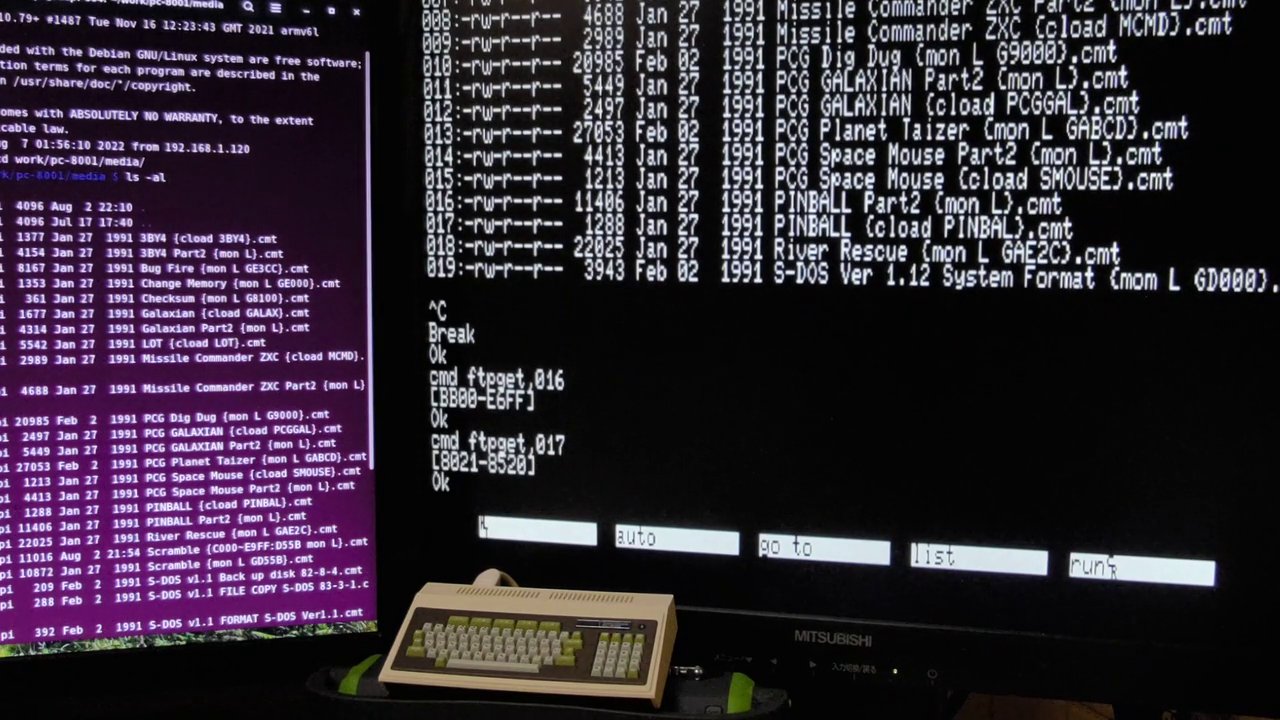 10.79+ #1487 Tue Nov 16 12:23:43 GMT 2021 armv6l
ded with the Debian GNU/Linux system are free software;
tion terms for each program are described in the
n /usr/share/doc/*/copyright.
omes with ABSOLUTELY NO WARRANTY, to the extent
cable law.
g 7 01:56:10 2022 from 192.168.1.120
cd work/pc-8001/media/
rk/pc-8001/media $ ls -al
i 4096 Aug 2 22:10 .
i 4096 Jul 17 17:40 ..
i 1377 Jan 27 1991 3BY4 {cload 3BY4}.cmt
i 4154 Jan 27 1991 3BY4 Part2 {mon L}.cmt
i 8167 Jan 27 1991 Bug Fire {mon L GE3CC}.cmt
i 1353 Jan 27 1991 Change Memory {mon L GE000}.cmt
i 361 Jan 27 1991 Checksum {mon L G8100}.cmt
i 1677 Jan 27 1991 Galaxian {cload GALAX}.cmt
i 4314 Jan 27 1991 Galaxian Part2 {mon L}.cmt
i 5542 Jan 27 1991 LOT {cload LOT}.cmt
i 2989 Jan 27 1991 Missile Commander ZXC {cload MCMD}.
i 4688 Jan 27 1991 Missile Commander ZXC Part2 {mon L}
pi 20985 Feb 2 1991 PCG Dig Dug {mon L G9000}.cmt
pi 2497 Jan 27 1991 PCG GALAXIAN {cload PCGGAL}.cmt
pi 5449 Jan 27 1991 PCG GALAXIAN Part2 {mon L}.cmt
pi 27053 Feb 2 1991 PCG Planet Taizer {mon L GABCD}.cmt
pi 1213 Jan 27 1991 PCG Space Mouse {cload SMOUSE}.cmt
pi 4413 Jan 27 1991 PCG Space Mouse Part2 {mon L}.cmt
pi 1288 Jan 27 1991 PINBALL {cload PINBAL}.cmt
pi 11406 Jan 27 1991 PINBALL Part2 {mon L}.cmt
pi 22025 Jan 27 1991 River Rescue {mon L GAE2C}.cmt
pi 11016 Aug 2 21:54 Scramble {C000~E9FF:D55B mon L}.cmt
pi 10872 Jan 27 1991 Scramble {mon L GD55B}.cmt
pi 209 Feb 2 1991 S-DOS v1.1 Back up disk 82-8-4.cmt
pi 288 Feb 2 1991 S-DOS v1.1 FILE COPY S-DOS 83-3-1.c
pi 392 Feb 2 1991 S-DOS v1.1 FORMAT S-DOS Ver1.1.cmt
008:-rw-r--r-- 4688 Jan 27 1991 Missile Commander ZXC Part2 {mon L}.cmt
009:-rw-r--r-- 2989 Jan 27 1991 Missile Commander ZXC {cload MCMD}.cmt
010:-rw-r--r-- 20985 Feb 02 1991 PCG Dig Dug {mon L G9000}.cmt
011:-rw-r--r-- 5449 Jan 27 1991 PCG GALAXIAN Part2 {mon L}.cmt
012:-rw-r--r-- 2497 Jan 27 1991 PCG GALAXIAN {cload PCGGAL}.cmt
013:-rw-r--r-- 27053 Feb 02 1991 PCG Planet Taizer {mon L GABCD}.cmt
014:-rw-r--r-- 4413 Jan 27 1991 PCG Space Mouse Part2 {mon L}.cmt
015:-rw-r--r-- 1213 Jan 27 1991 PCG Space Mouse {cload SMOUSE}.cmt
016:-rw-r--r-- 11406 Jan 27 1991 PINBALL Part2 {mon L}.cmt
017:-rw-r--r-- 1288 Jan 27 1991 PINBALL {cload PINBAL}.cmt
018:-rw-r--r-- 22025 Jan 27 1991 River Rescue {mon L GAE2C}.cmt
019:-rw-r--r-- 3943 Feb 02 1991 S-DOS Ver 1.12 System Format {mom L GD000}.
^C
Break
Ok
cmd ftpget,016
[BB00-E6FF]
Ok
cmd ftpget,017
[8021-8520]
Ok
auto go to list run
MITSUBISHI
入力切換/戻る